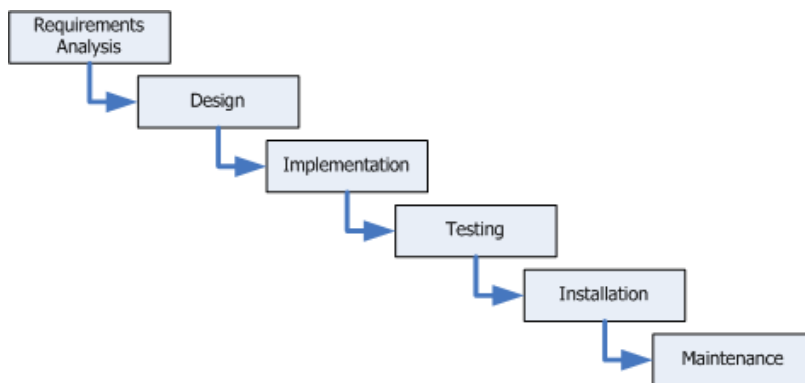 Requirements
Analysis
Design
Implementation
Testing
Installation
Maintenance